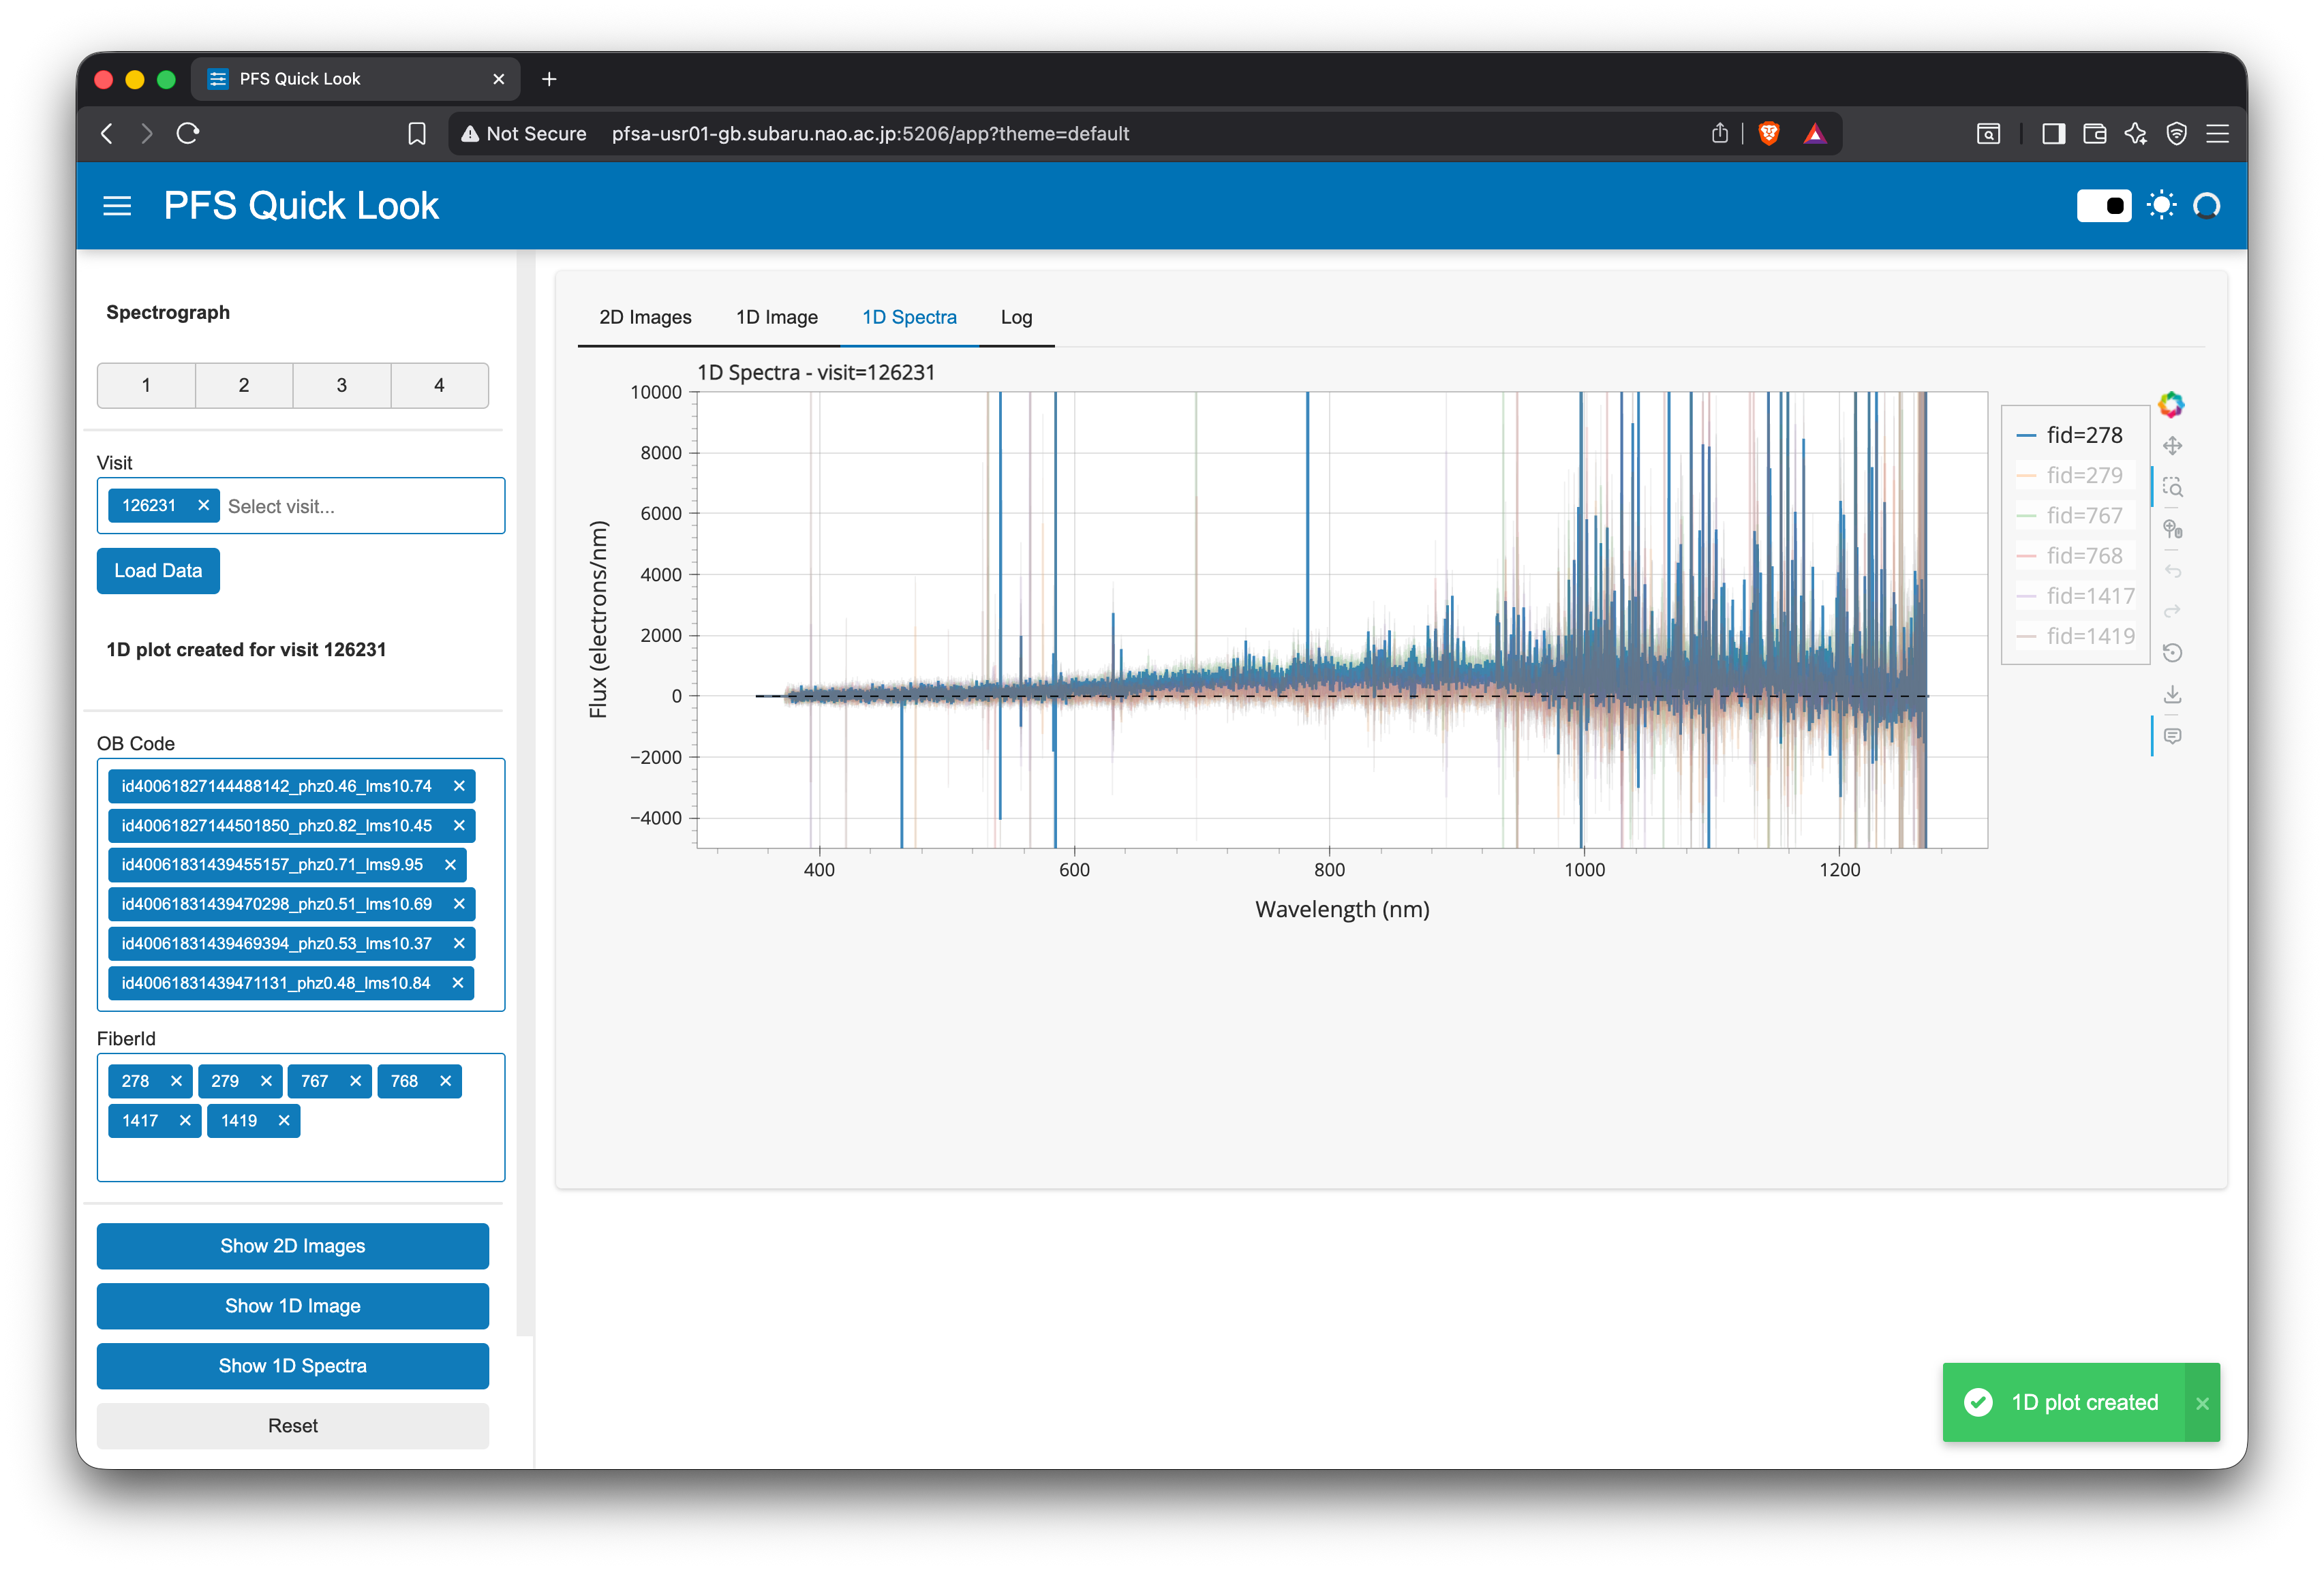 PFS Quick Look
Not Secure pfsa-usr01-gb.subaru.nao.ac.jp:5206/app?theme=default
PFS Quick Look
Spectrograph
1 2 3 4
Visit
126231 Select visit...
Load Data
1D plot created for visit 126231
OB Code
id40061827144488142_phz0.46_lms10.74
id40061827144501850_phz0.82_lms10.45
id40061831439455157_phz0.71_lms9.95
id40061831439470298_phz0.51_lms10.69
id40061831439469394_phz0.53_lms10.37
id40061831439471131_phz0.48_lms10.84
FiberId
278 279 767 768
1417 1419
Show 2D Images
Show 1D Image
Show 1D Spectra
Reset
2D Images 1D Image 1D Spectra Log
1D Spectra - visit=126231
10000
8000
6000
4000
2000
0
−2000
−4000
Flux (electrons/nm)
400 600 800 1000 1200
Wavelength (nm)
fid=278
fid=279
fid=767
fid=768
fid=1417
fid=1419
1D plot created